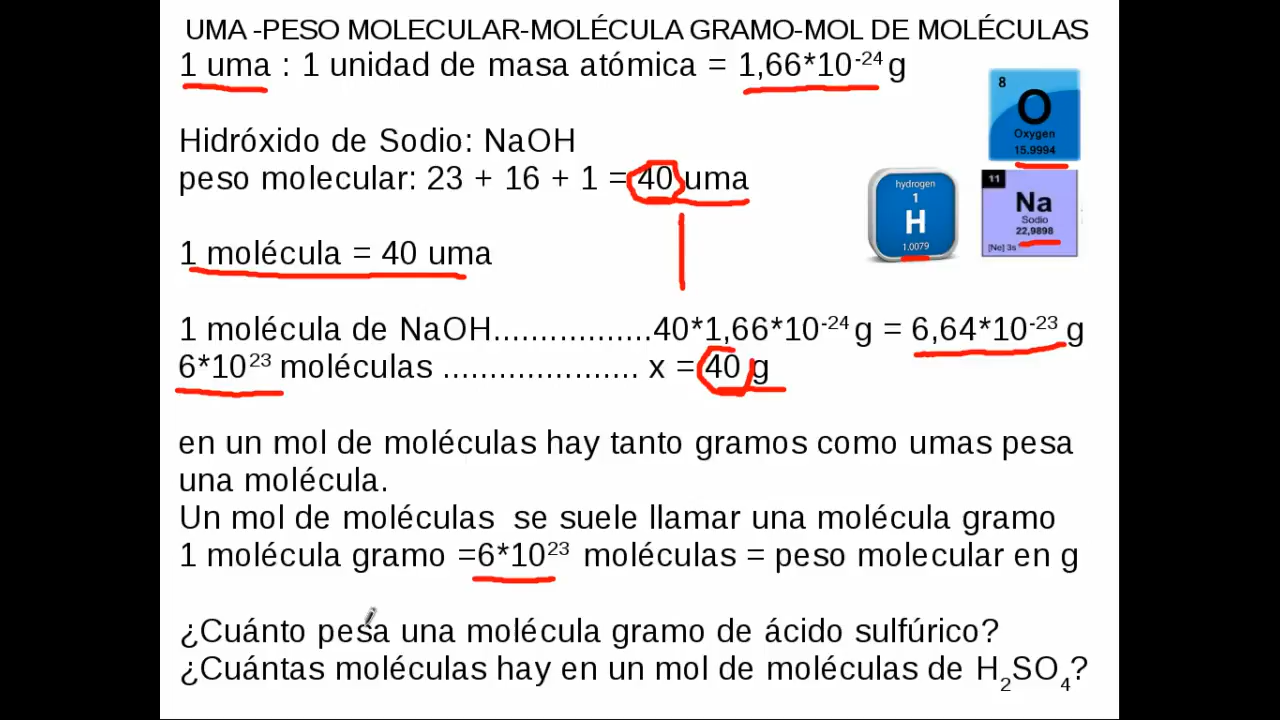 UMA -PESO MOLECULAR-MOLÉCULA GRAMO-MOL DE MOLÉCULAS
1 uma : 1 unidad de masa atómica = 1,66*10⁻²⁴ g
8
O
Oxygen
15.9994
Hidróxido de Sodio: NaOH
peso molecular: 23 + 16 + 1 = 40 uma
hydrogen
1
H
1.0079
11
Na
Sodio
22,9898
[Ne] 3s
1 molécula = 40 uma
1 molécula de NaOH.................40*1,66*10⁻²⁴ g = 6,64*10⁻²³ g
6*10²³ moléculas ..................... x = 40 g
en un mol de moléculas hay tanto gramos como umas pesa
una molécula.
Un mol de moléculas se suele llamar una molécula gramo
1 molécula gramo =6*10²³ moléculas = peso molecular en g
¿Cuánto pesa una molécula gramo de ácido sulfúrico?
¿Cuántas moléculas hay en un mol de moléculas de H₂SO₄?